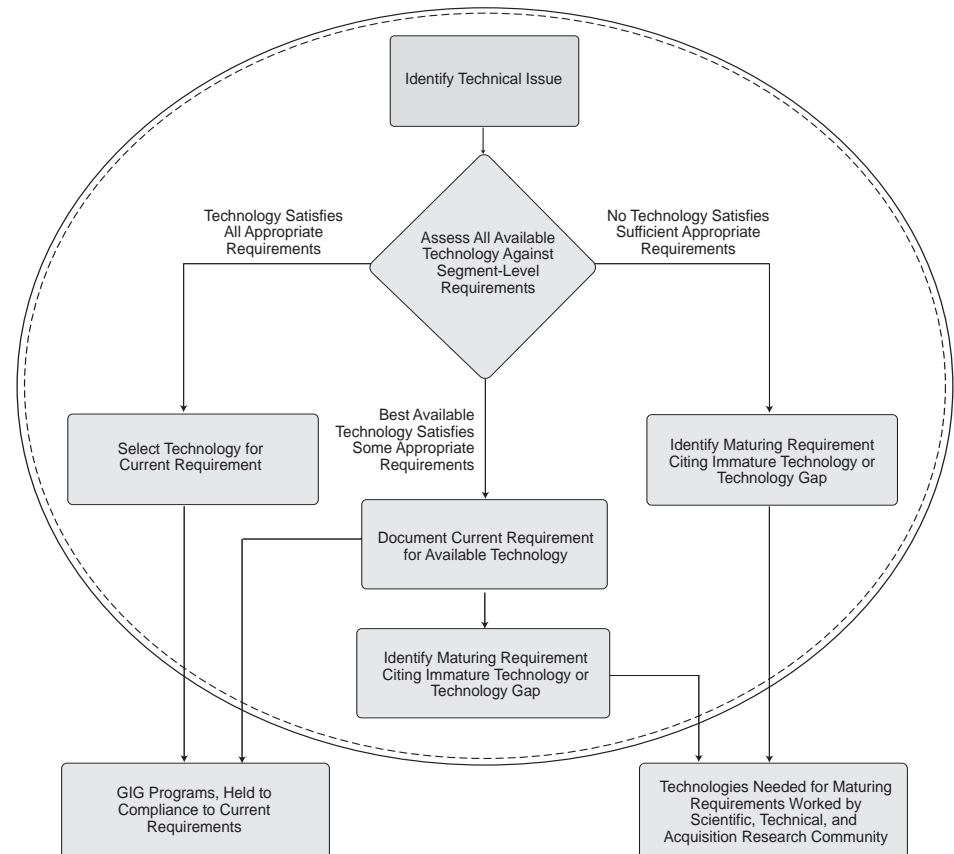 Identify Technical Issue
Technology Satisfies
All Appropriate
Requirements
Assess All Available
Technology Against
Segment-Level
Requirements
No Technology Satisfies
Sufficient Appropriate
Requirements
Select Technology for
Current Requirement
Best Available
Technology Satisfies
Some Appropriate
Requirements
Identify Maturing Requirement
Citing Immature Technology or
Technology Gap
Document Current Requirement
for Available Technology
Identify Maturing Requirement
Citing Immature Technology or
Technology Gap
GIG Programs, Held to
Compliance to Current
Requirements
Technologies Needed for Maturing
Requirements Worked by
Scientific, Technical, and
Acquisition Research Community